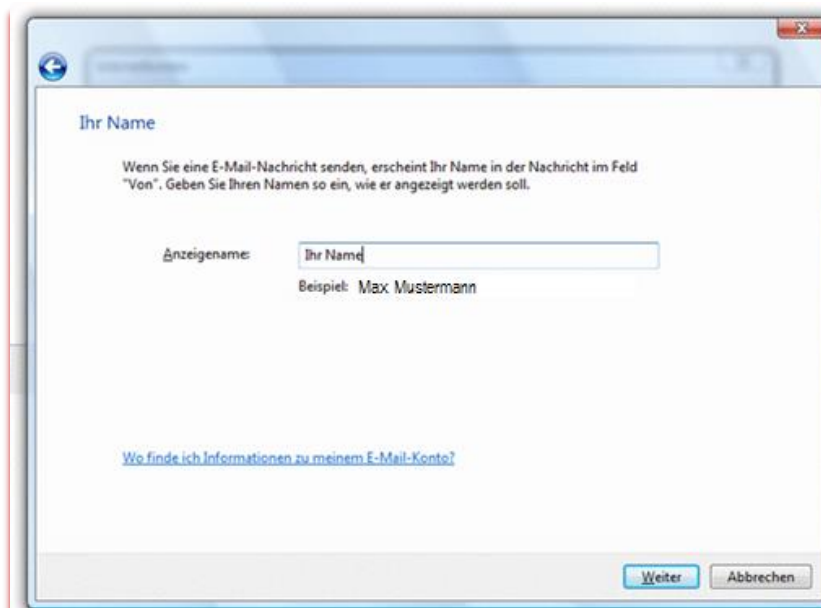 Ihr Name
Wenn Sie eine E-Mail-Nachricht senden, erscheint Ihr Name in der Nachricht im Feld
"Von". Geben Sie Ihren Namen so ein, wie er angezeigt werden soll.
Anzeigename: Ihr Name
Beispiel: Max Mustermann
Wo finde ich Informationen zu meinem E-Mail-Konto?
Weiter Abbrechen